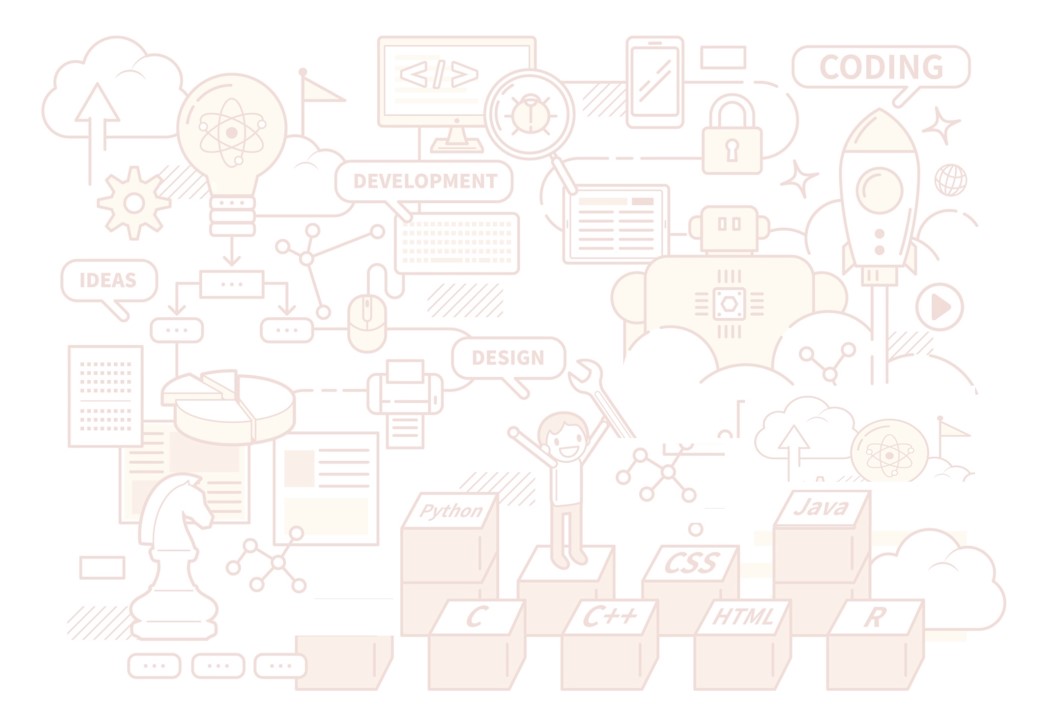 CODING
</>
DEVELOPMENT
IDEAS
DESIGN
Python
Java
CSS
C
C++
HTML
R